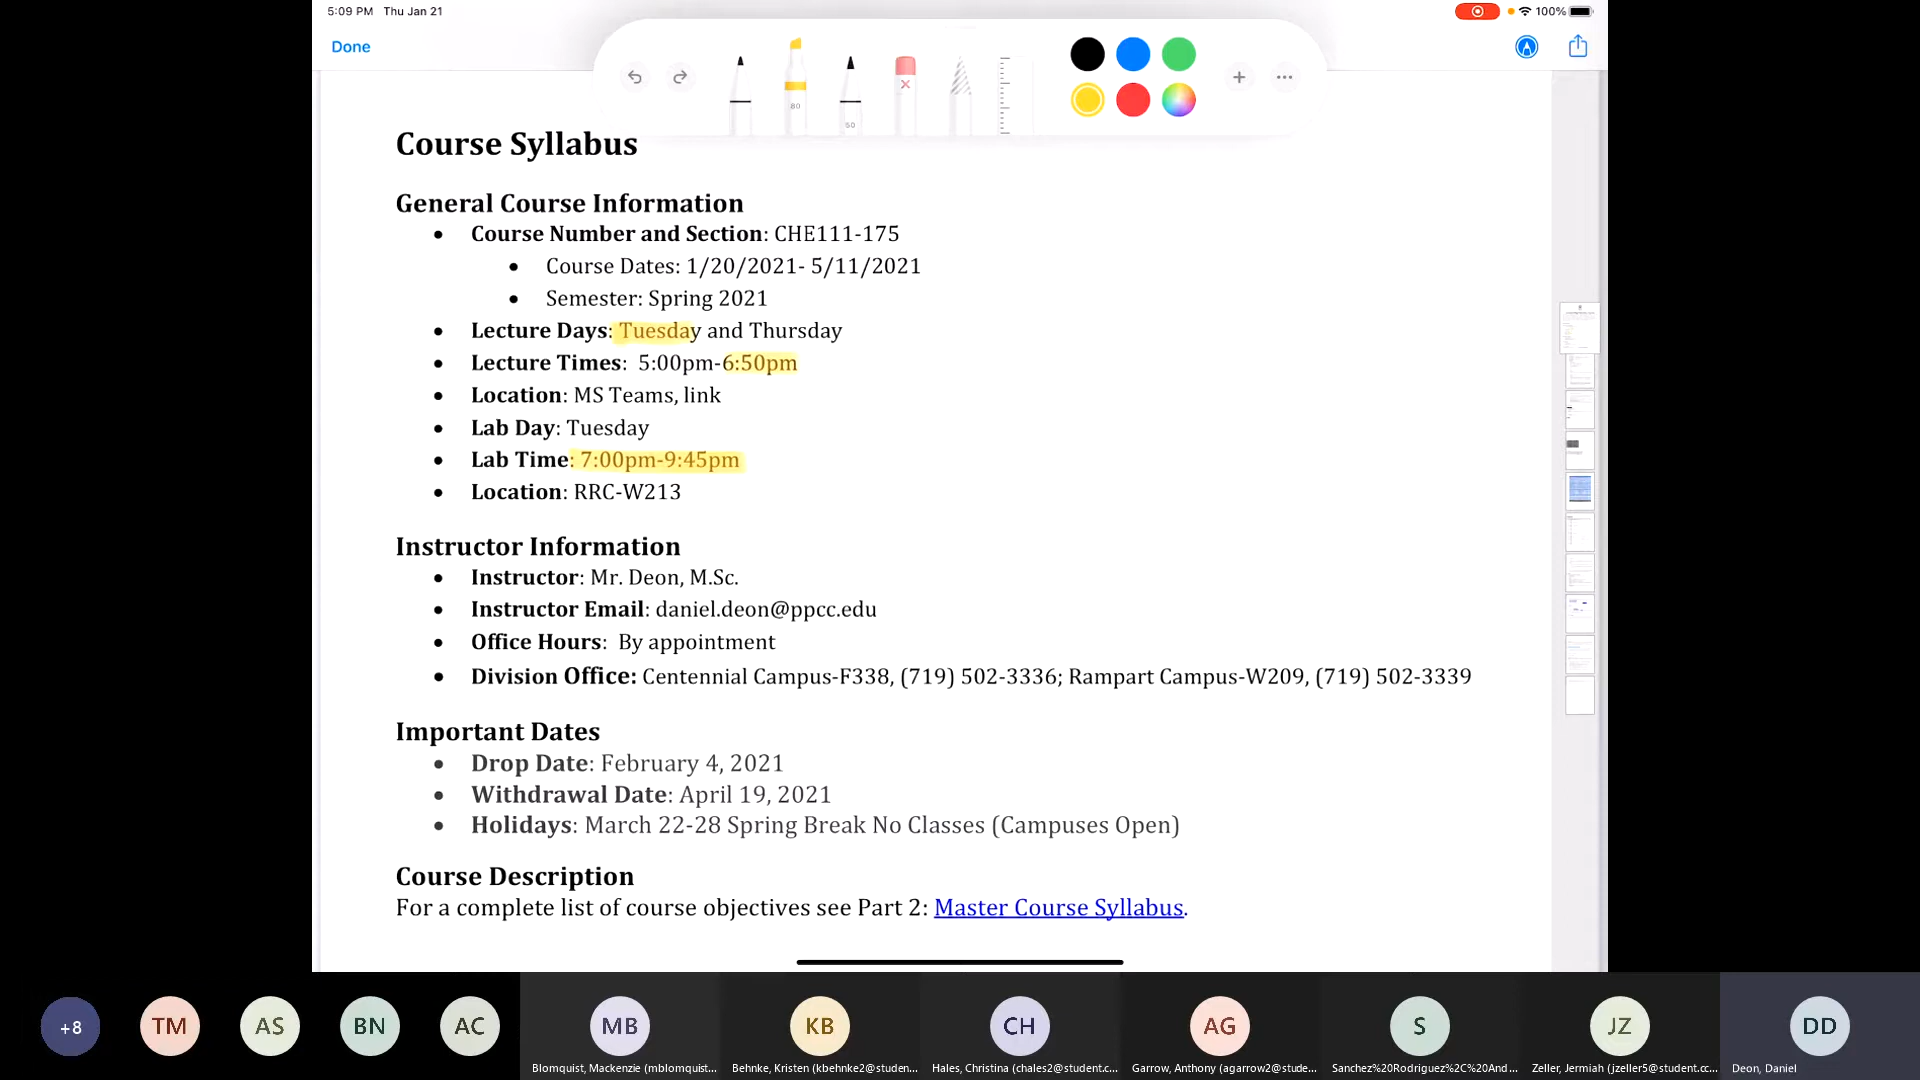 5:09 PM Thu Jan 21
100%
Done
80
50
Course Syllabus
General Course Information
• Course Number and Section: CHE111-175
• Course Dates: 1/20/2021- 5/11/2021
• Semester: Spring 2021
• Lecture Days: Tuesday and Thursday
• Lecture Times: 5:00pm-6:50pm
• Location: MS Teams, link
• Lab Day: Tuesday
• Lab Time: 7:00pm-9:45pm
• Location: RRC-W213
Instructor Information
• Instructor: Mr. Deon, M.Sc.
• Instructor Email: daniel.deon@ppcc.edu
• Office Hours: By appointment
• Division Office: Centennial Campus-F338, (719) 502-3336; Rampart Campus-W209, (719) 502-3339
Important Dates
• Drop Date: February 4, 2021
• Withdrawal Date: April 19, 2021
• Holidays: March 22-28 Spring Break No Classes (Campuses Open)
Course Description
For a complete list of course objectives see Part 2: Master Course Syllabus.
+8 TM AS BN AC MB KB CH AG S JZ DD
Blomquist, Mackenzie (mblomquist... Behnke, Kristen (kbehnke2@studen... Hales, Christina (chales2@student.c... Garrow, Anthony (agarrow2@stude... Sanchez%20Rodriguez%2C%20And... Zeller, Jermiah (jzeller5@student.cc... Deon, Daniel